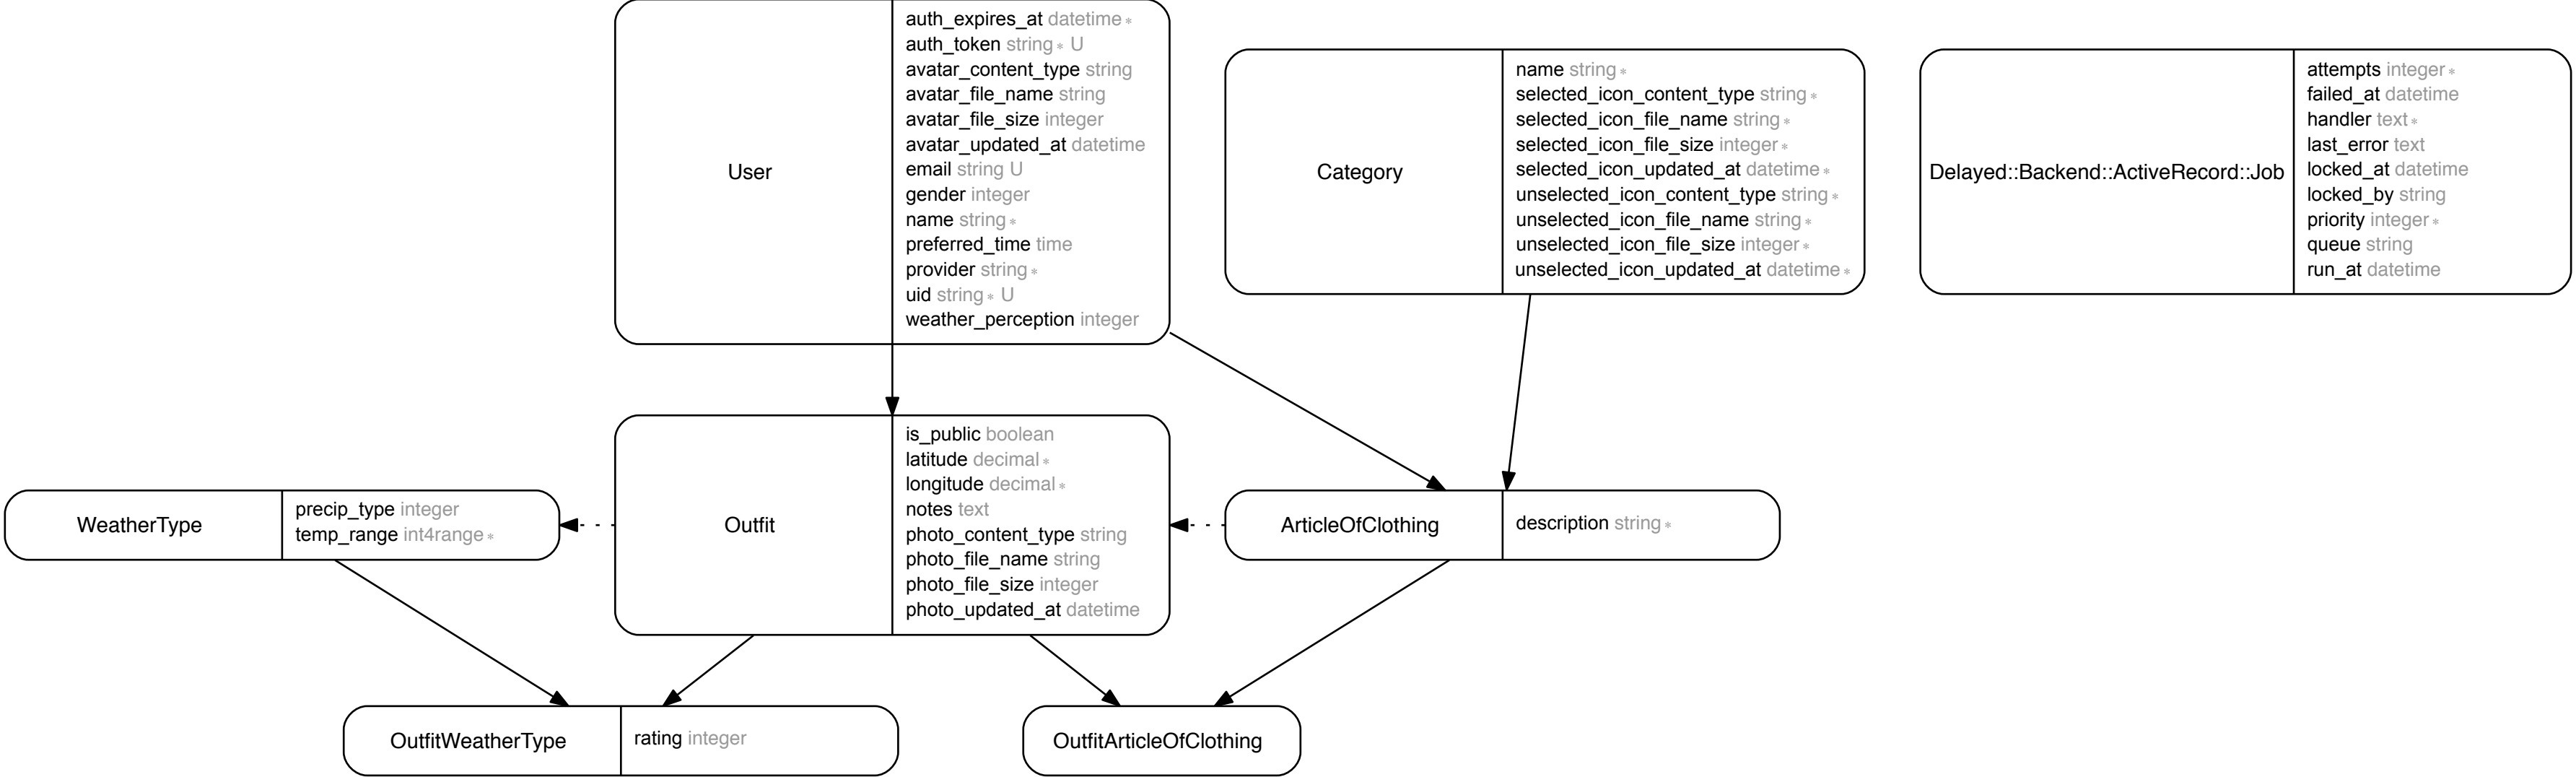 User
auth_expires_at datetime *
auth_token string * U
avatar_content_type string
avatar_file_name string
avatar_file_size integer
avatar_updated_at datetime
email string U
gender integer
name string *
preferred_time time
provider string *
uid string * U
weather_perception integer
Category
name string *
selected_icon_content_type string *
selected_icon_file_name string *
selected_icon_file_size integer *
selected_icon_updated_at datetime *
unselected_icon_content_type string *
unselected_icon_file_name string *
unselected_icon_file_size integer *
unselected_icon_updated_at datetime *
Delayed::Backend::ActiveRecord::Job
attempts integer *
failed_at datetime
handler text *
last_error text
locked_at datetime
locked_by string
priority integer *
queue string
run_at datetime
WeatherType
precip_type integer
temp_range int4range *
Outfit
is_public boolean
latitude decimal *
longitude decimal *
notes text
photo_content_type string
photo_file_name string
photo_file_size integer
photo_updated_at datetime
ArticleOfClothing
description string *
OutfitWeatherType
rating integer
OutfitArticleOfClothing